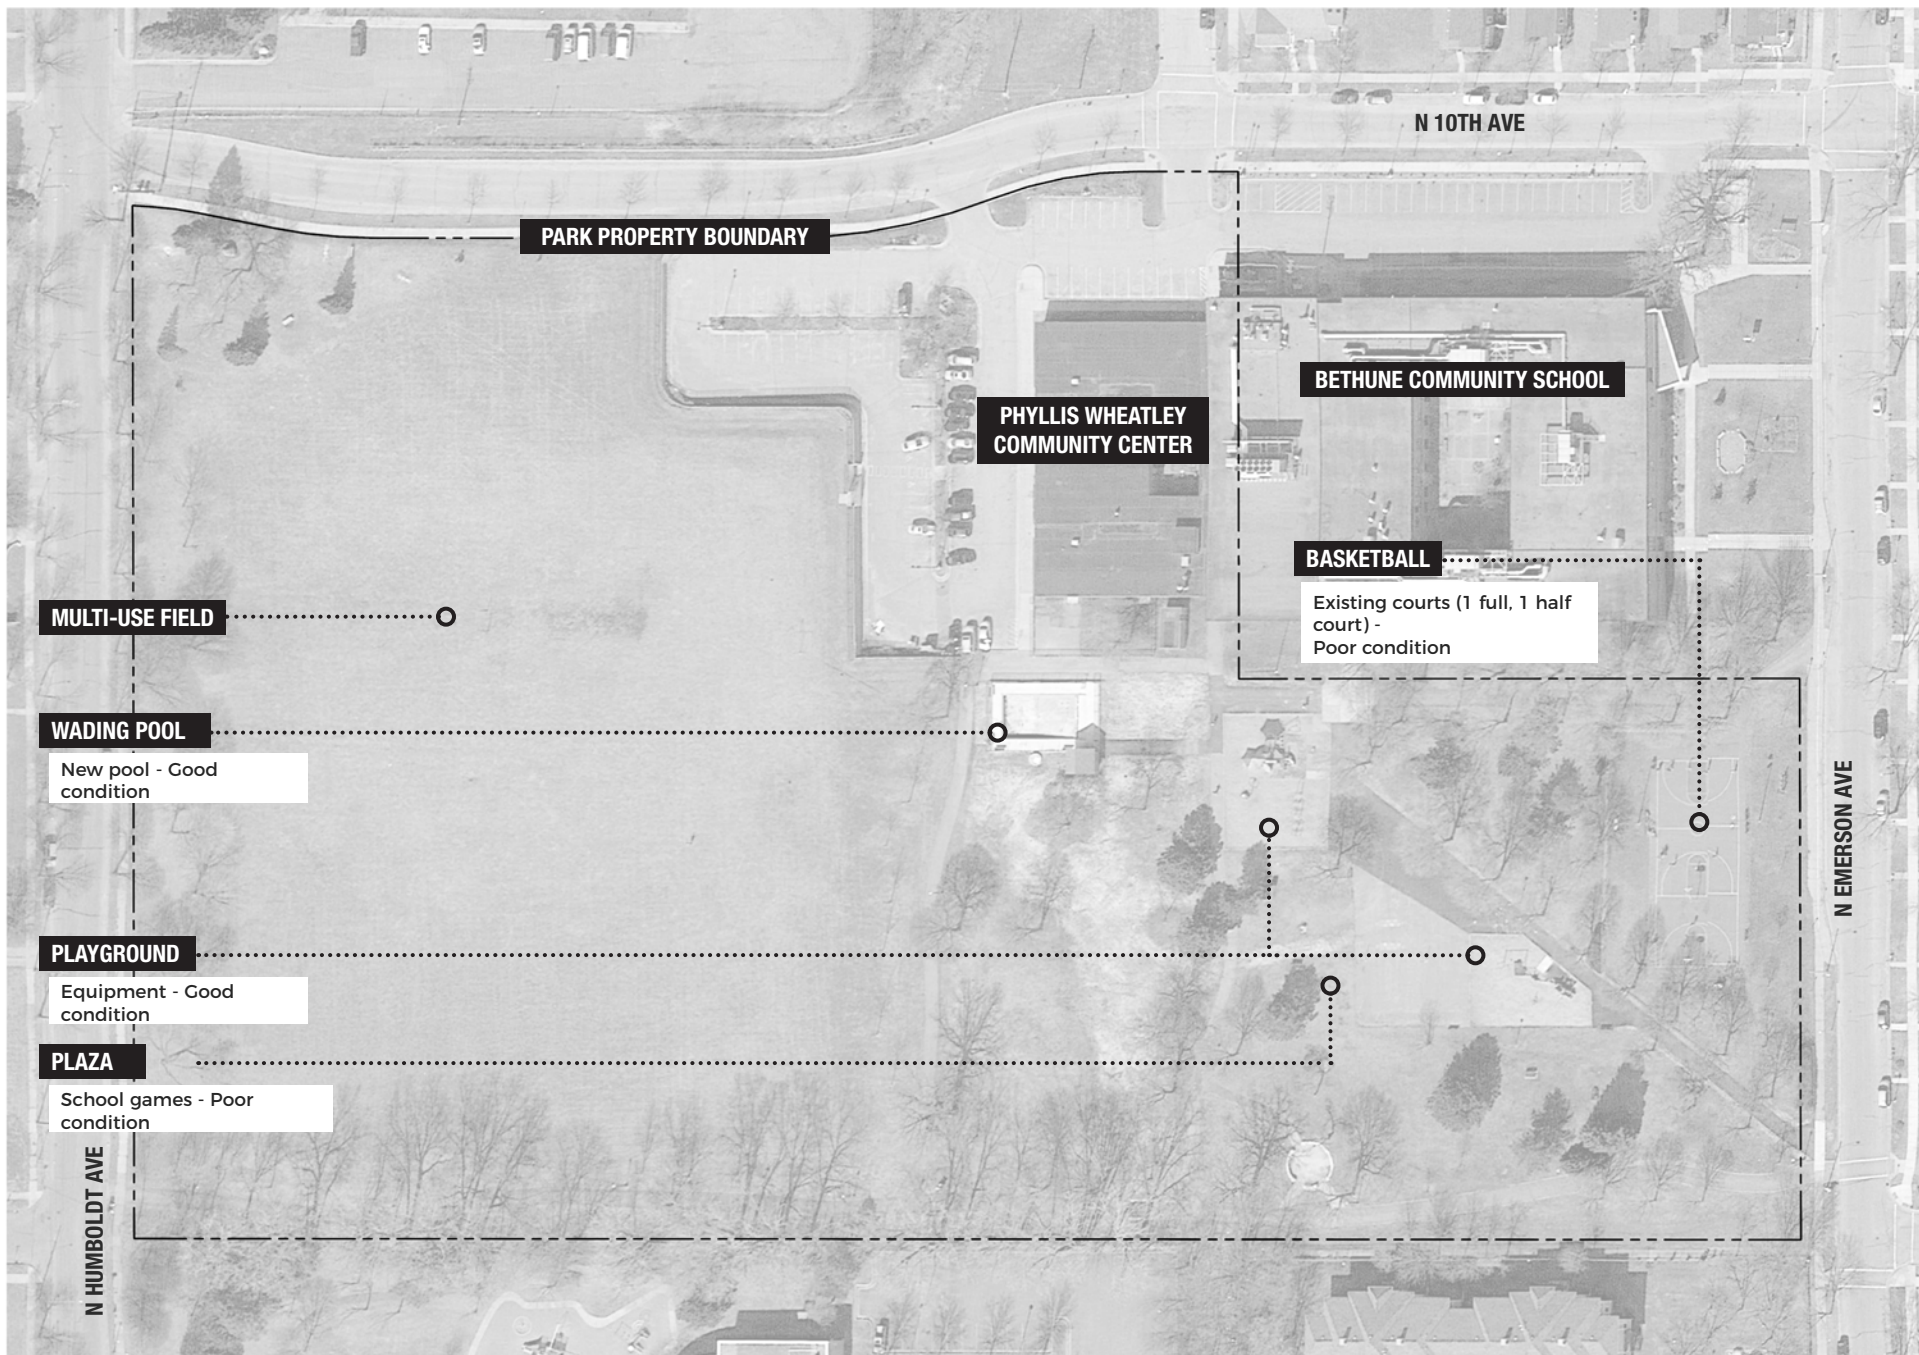 N 10TH AVE
PARK PROPERTY BOUNDARY
BETHUNE COMMUNITY SCHOOL
PHYLLIS WHEATLEY
COMMUNITY CENTER
BASKETBALL
Existing courts (1 full, 1 half
court) -
Poor condition
MULTI-USE FIELD
WADING POOL
New pool - Good
condition
N EMERSON AVE
PLAYGROUND
Equipment - Good
condition
PLAZA
School games - Poor
condition
N HUMBOLDT AVE